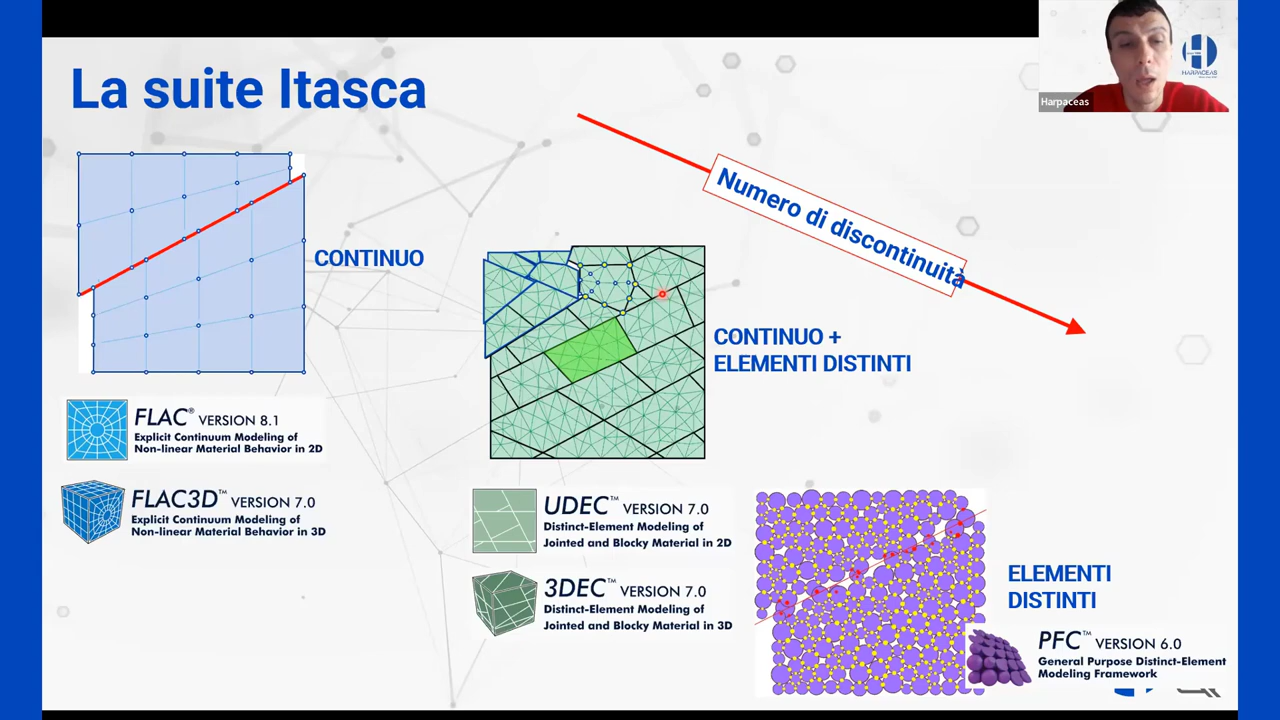 La suite Itasca
HARPACEAS
Harpaceas
Numero di discontinuità
CONTINUO
CONTINUO +
ELEMENTI DISTINTI
FLAC® VERSION 8.1
Explicit Continuum Modeling of
Non-linear Material Behavior in 2D
FLAC3D™ VERSION 7.0
Explicit Continuum Modeling of
Non-linear Material Behavior in 3D
UDEC™ VERSION 7.0
Distinct-Element Modeling of
Jointed and Blocky Material in 2D
3DEC™ VERSION 7.0
Distinct-Element Modeling of
Jointed and Blocky Material in 3D
ELEMENTI
DISTINTI
PFC™ VERSION 6.0
General Purpose Distinct-Element
Modeling Framework